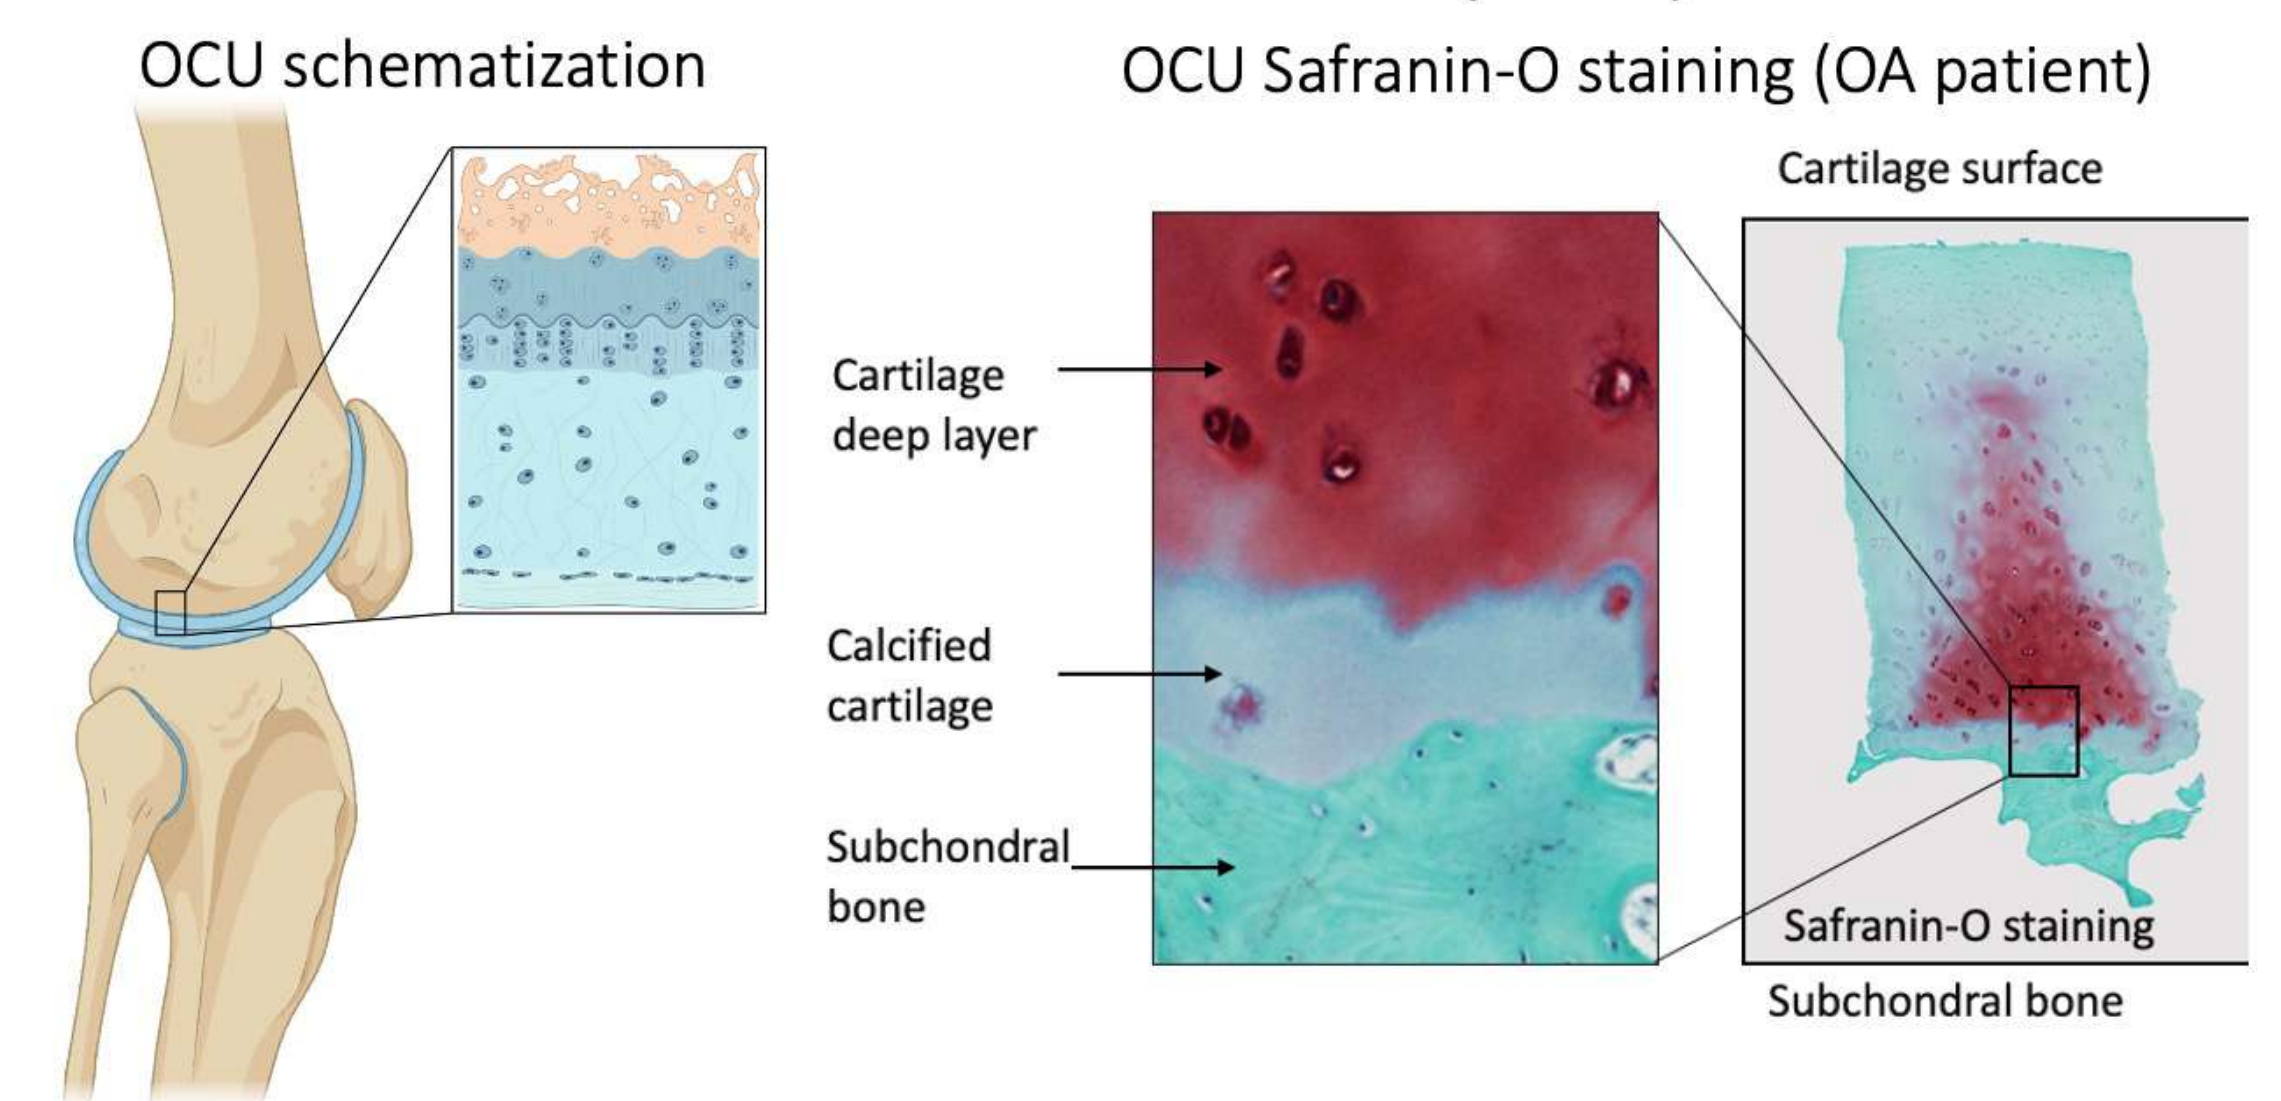 OCU schematization
OCU Safranin-O staining (OA patient)
Cartilage surface
Cartilage
deep layer
Calcified
cartilage
Subchondral
bone
Safranin-O staining
Subchondral bone